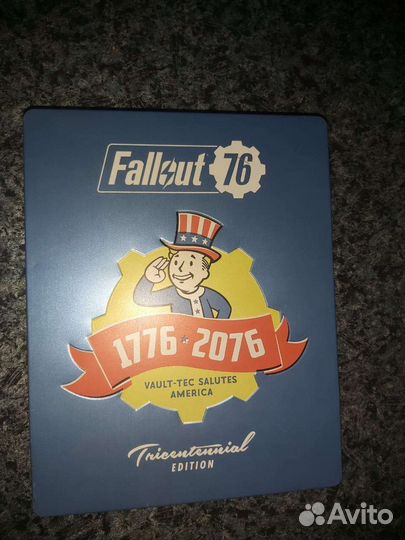 Fallout 76
1776 2076
VAULT-TEC SALUTES
AMERICA
Tricentennial
EDITION
Avito